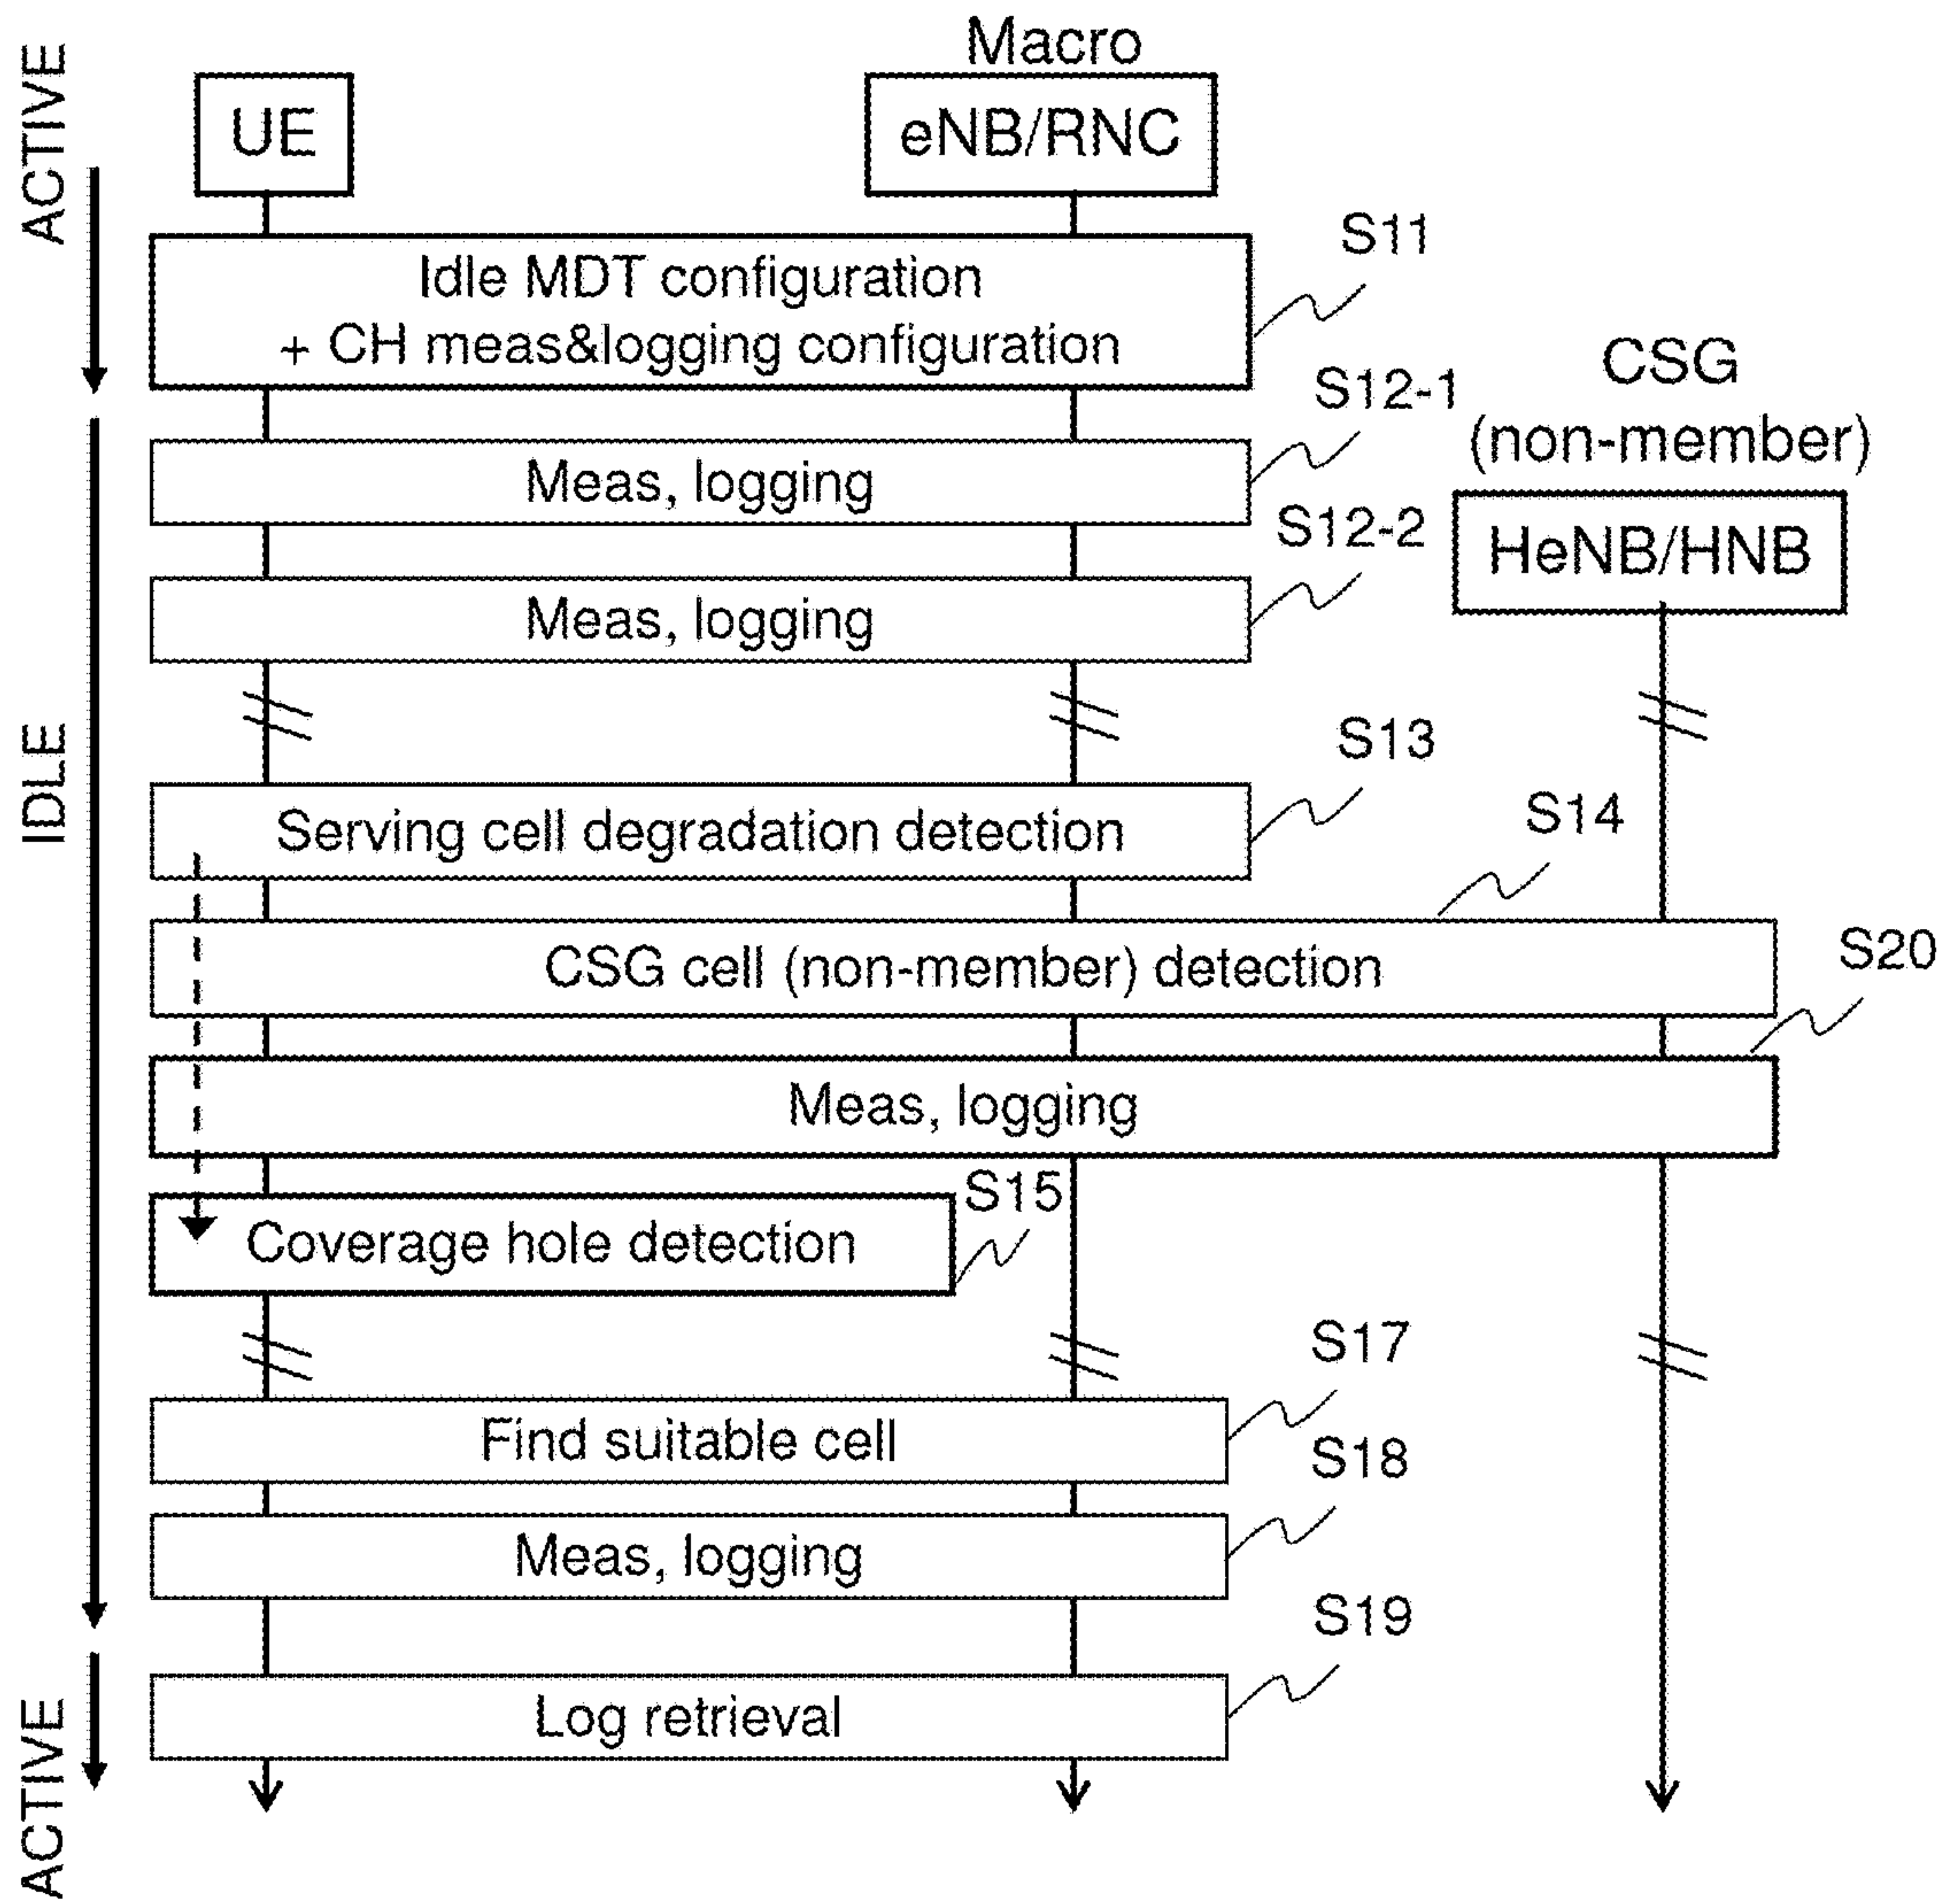 Macro
ACTIVE
UE
eNB/RNC
S11
Idle MDT configuration
+ CH meas&logging configuration
CSG
(non-member)
HeNB/HNB
S12-1
Meas, logging
S12-2
Meas, logging
IDLE
S13
Serving cell degradation detection
S14
CSG cell (non-member) detection
S20
Meas, logging
S15
Coverage hole detection
S17
Find suitable cell
S18
Meas, logging
S19
Log retrieval
ACTIVE